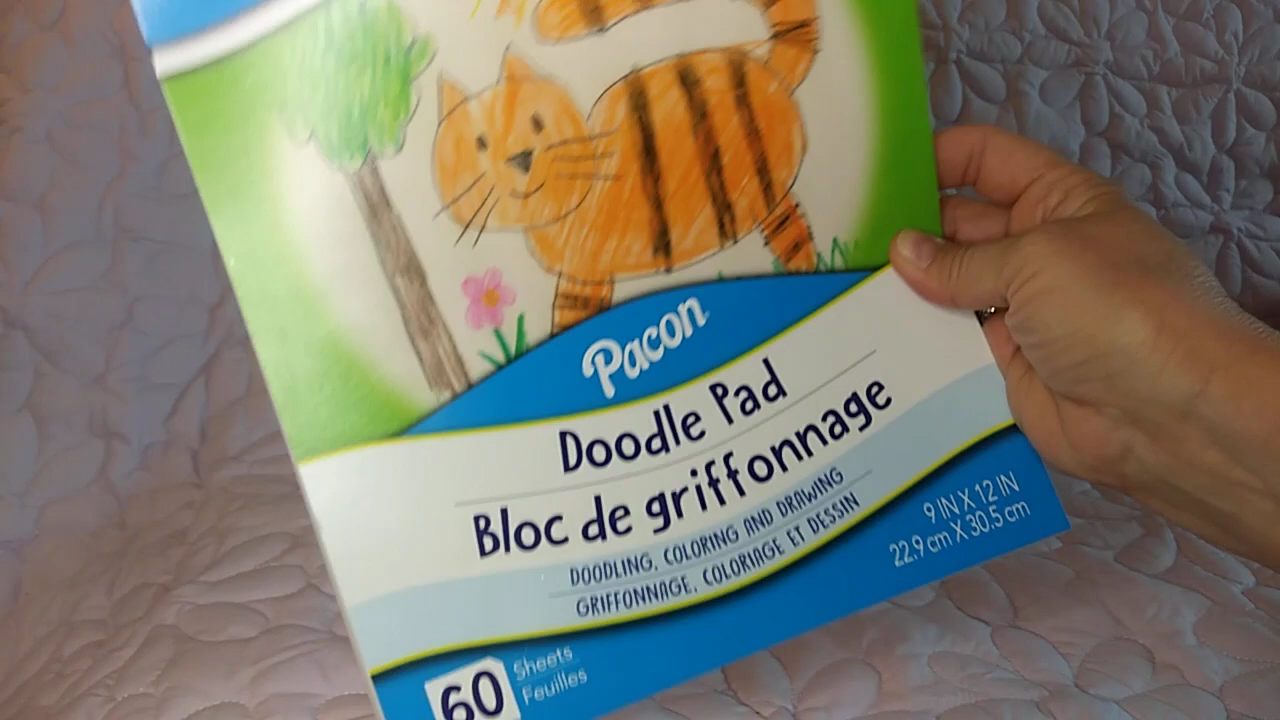 Pacon
Doodle Pad
Bloc de griffonnage
DOODLING, COLORING AND DRAWING
GRIFFONNAGE, COLORIAGE ET DESSIN
9 IN X 12 IN
22.9 cm X 30.5 cm
60
Sheets
Feuilles